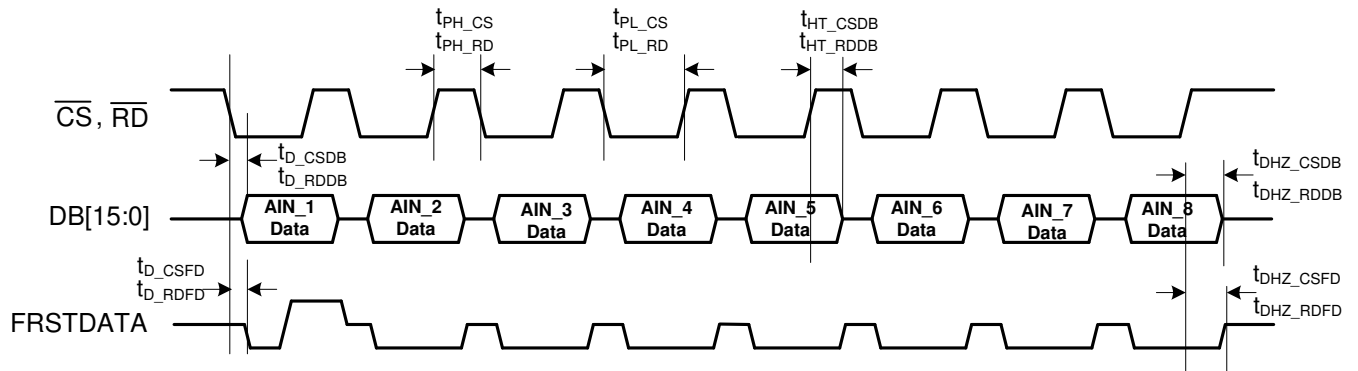 tPH_CS
tPH_RD
tPL_CS
tPL_RD
tHT_CSDB
tHT_RDDB
CS, RD
tD_CSDB
tD_RDDB
tDHZ_CSDB
tDHZ_RDDB
DB[15:0]
AIN_1
Data
AIN_2
Data
AIN_3
Data
AIN_4
Data
AIN_5
Data
AIN_6
Data
AIN_7
Data
AIN_8
Data
tD_CSFD
tD_RDFD
tDHZ_CSFD
tDHZ_RDFD
FRSTDATA